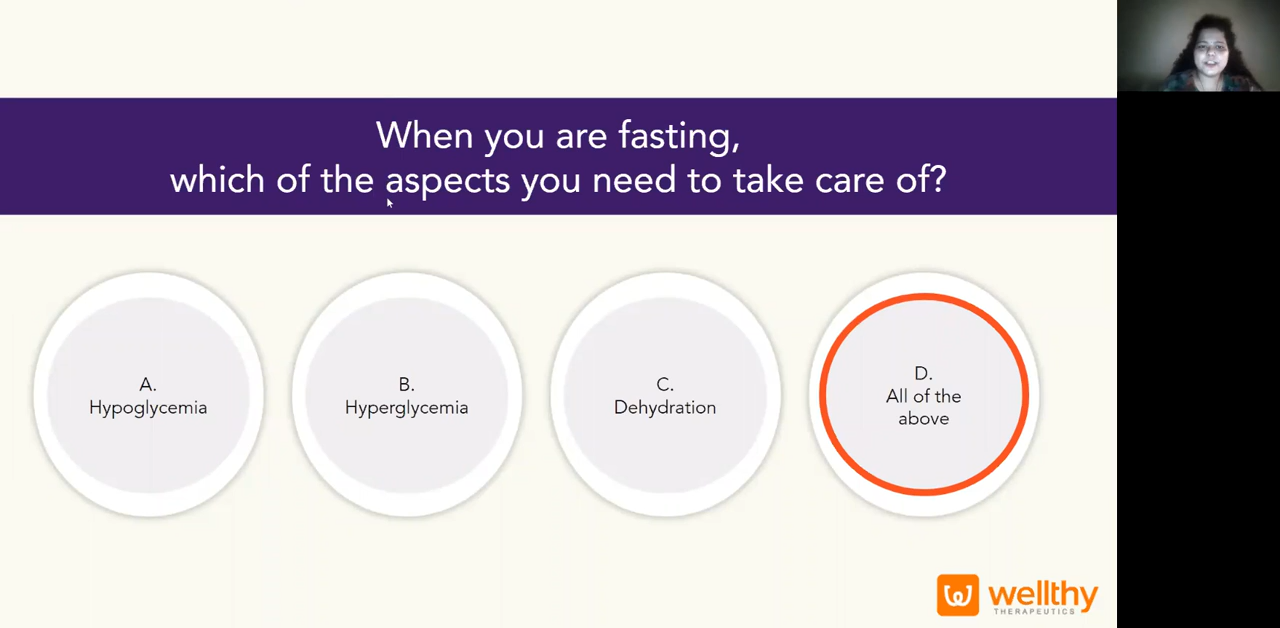 When you are fasting,
which of the aspects you need to take care of?
A.
Hypoglycemia
B.
Hyperglycemia
C.
Dehydration
D.
All of the
above
wellthy
THERAPEUTICS